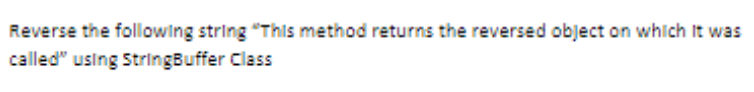 Reverse the following string “This method returns the reversed object on which it was
called” using StringBuffer Class